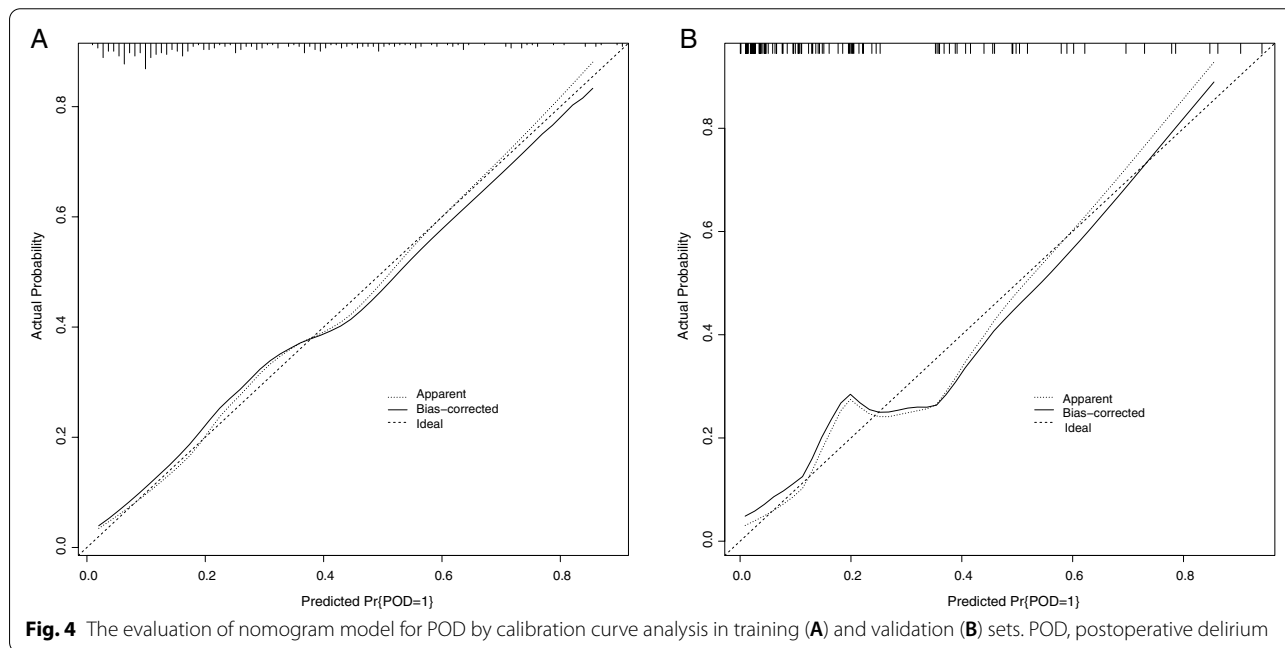 A
Actual Probability
0.8
0.6
0.4
0.2
0.0
Apparent
Bias−corrected
Ideal
0.0 0.2 0.4 0.6 0.8
Predicted Pr{POD=1}
B
Actual Probability
0.8
0.6
0.4
0.2
0.0
Apparent
Bias−corrected
Ideal
0.0 0.2 0.4 0.6 0.8
Predicted Pr{POD=1}
Fig. 4 The evaluation of nomogram model for POD by calibration curve analysis in training (A) and validation (B) sets. POD, postoperative delirium